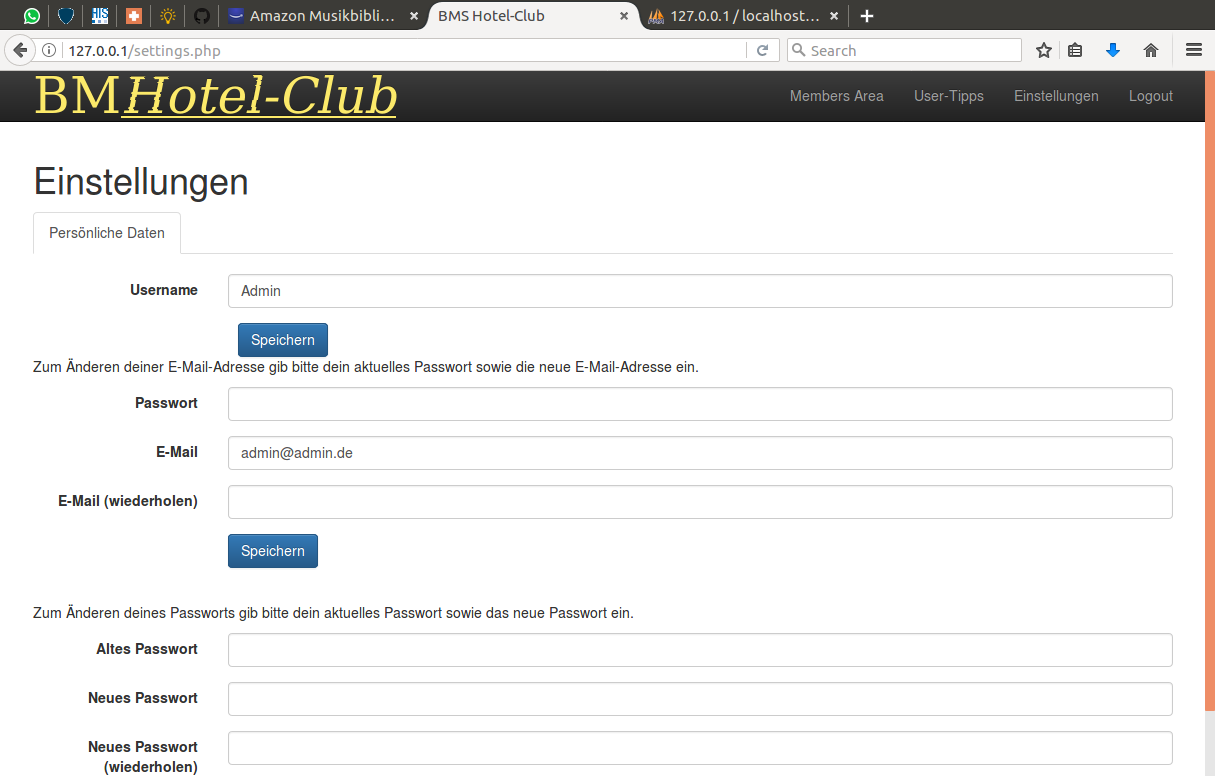 Amazon Musikbibli... ×
BMS Hotel-Club ×
127.0.0.1 / localhost... ×
127.0.0.1/settings.php
Search
BMHotel-Club
Members Area
User-Tipps
Einstellungen
Logout
Einstellungen
Persönliche Daten
Username
Admin
Speichern
Zum Änderen deiner E-Mail-Adresse gib bitte dein aktuelles Passwort sowie die neue E-Mail-Adresse ein.
Passwort
E-Mail
admin@admin.de
E-Mail (wiederholen)
Speichern
Zum Änderen deines Passworts gib bitte dein aktuelles Passwort sowie das neue Passwort ein.
Altes Passwort
Neues Passwort
Neues Passwort
(wiederholen)